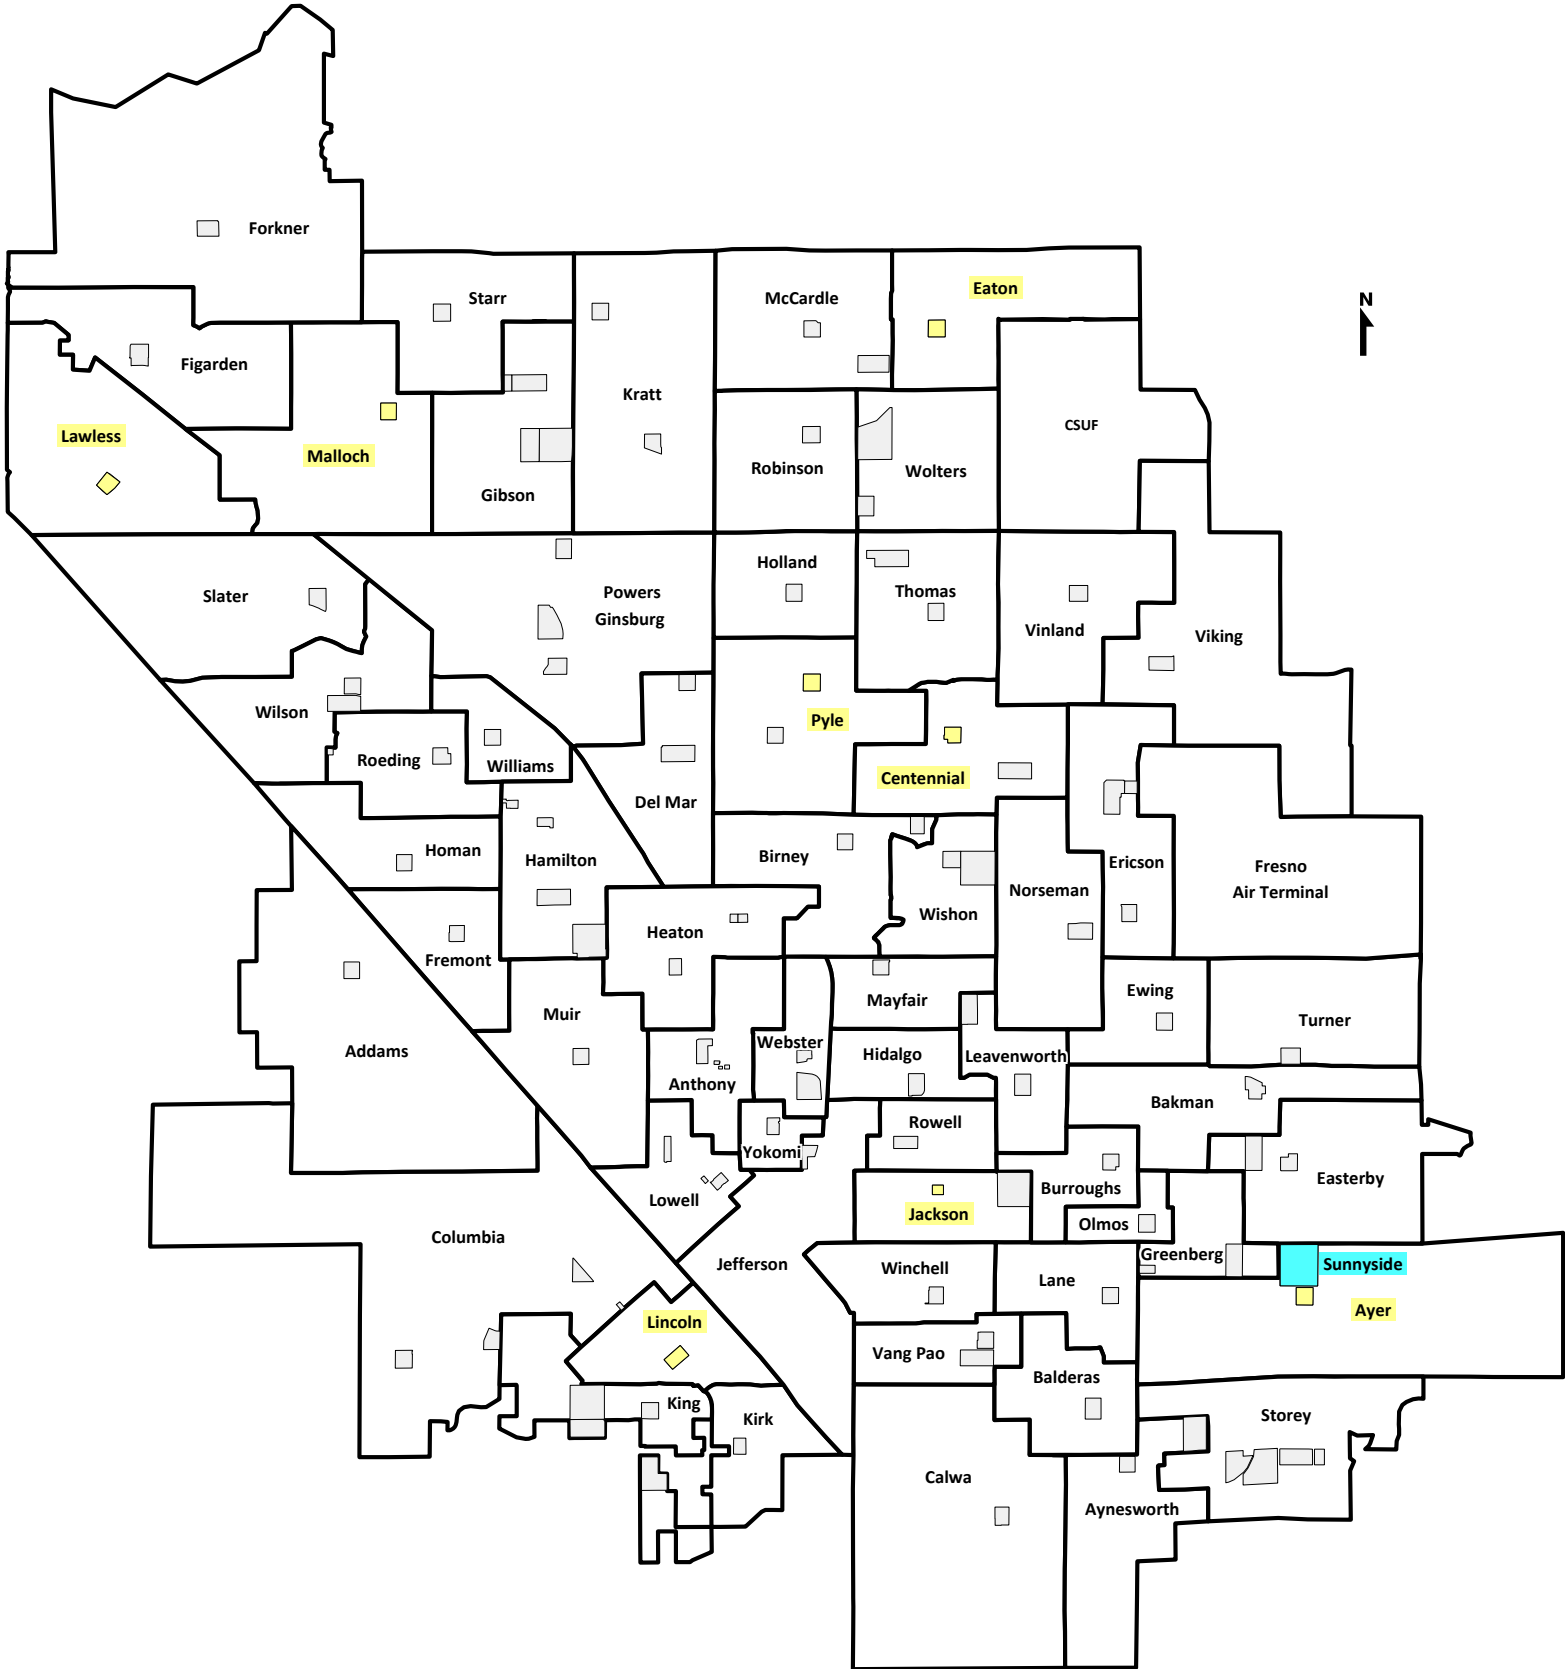 Forkner
Starr
McCardle
Eaton
N
Figarden
Kratt
Lawless
Malloch
CSUF
Gibson
Robinson
Wolters
Slater
Powers
Ginsburg
Holland
Thomas
Vinland
Viking
Wilson
Pyle
Roeding
Williams
Centennial
Del Mar
Homan
Hamilton
Birney
Ericson
Fresno
Air Terminal
Norseman
Wishon
Heaton
Fremont
Ewing
Mayfair
Muir
Turner
Addams
Webster
Hidalgo
Leavenworth
Anthony
Bakman
Rowell
Yokomi
Easterby
Burroughs
Lowell
Jackson
Olmos
Columbia
Greenberg
Jefferson
Sunnyside
Winchell
Lane
Ayer
Lincoln
Vang Pao
Balderas
King
Kirk
Storey
Calwa
Aynesworth